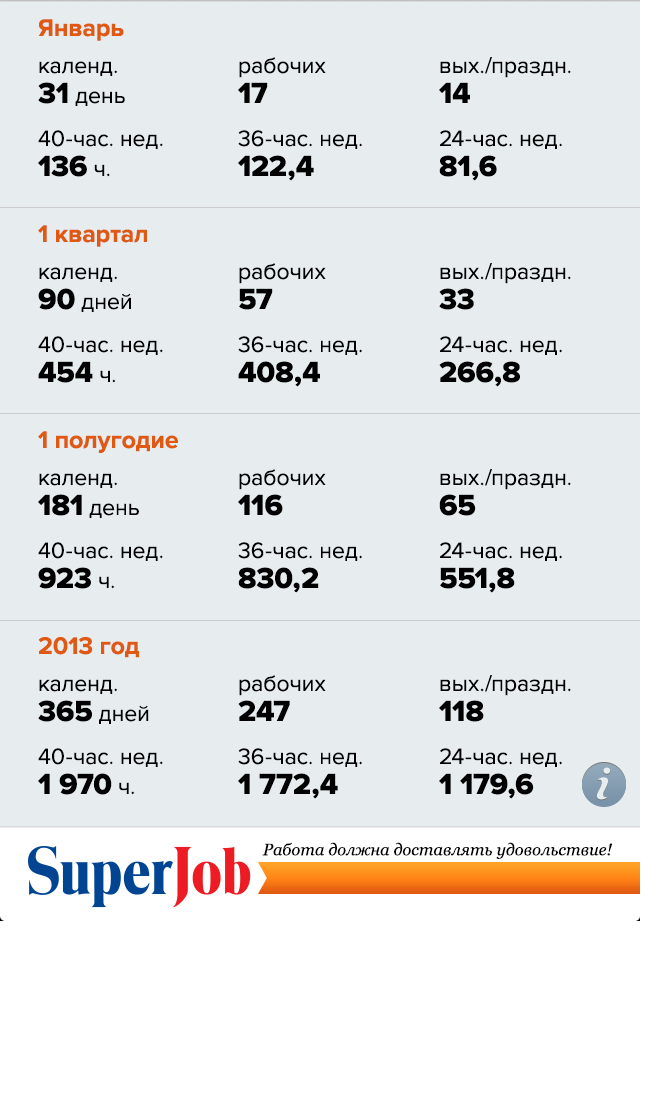 Январь
календ. рабочих вых./праздн.
31 день 17 14
40-час. нед. 36-час. нед. 24-час. нед.
136 ч. 122,4 81,6
1 квартал
календ. рабочих вых./праздн.
90 дней 57 33
40-час. нед. 36-час. нед. 24-час. нед.
454 ч. 408,4 266,8
1 полугодие
календ. рабочих вых./праздн.
181 день 116 65
40-час. нед. 36-час. нед. 24-час. нед.
923 ч. 830,2 551,8
2013 год
календ. рабочих вых./праздн.
365 дней 247 118
40-час. нед. 36-час. нед. 24-час. нед.
1 970 ч. 1 772,4 1 179,6
i
Работа должна доставлять удовольствие!
SuperJob